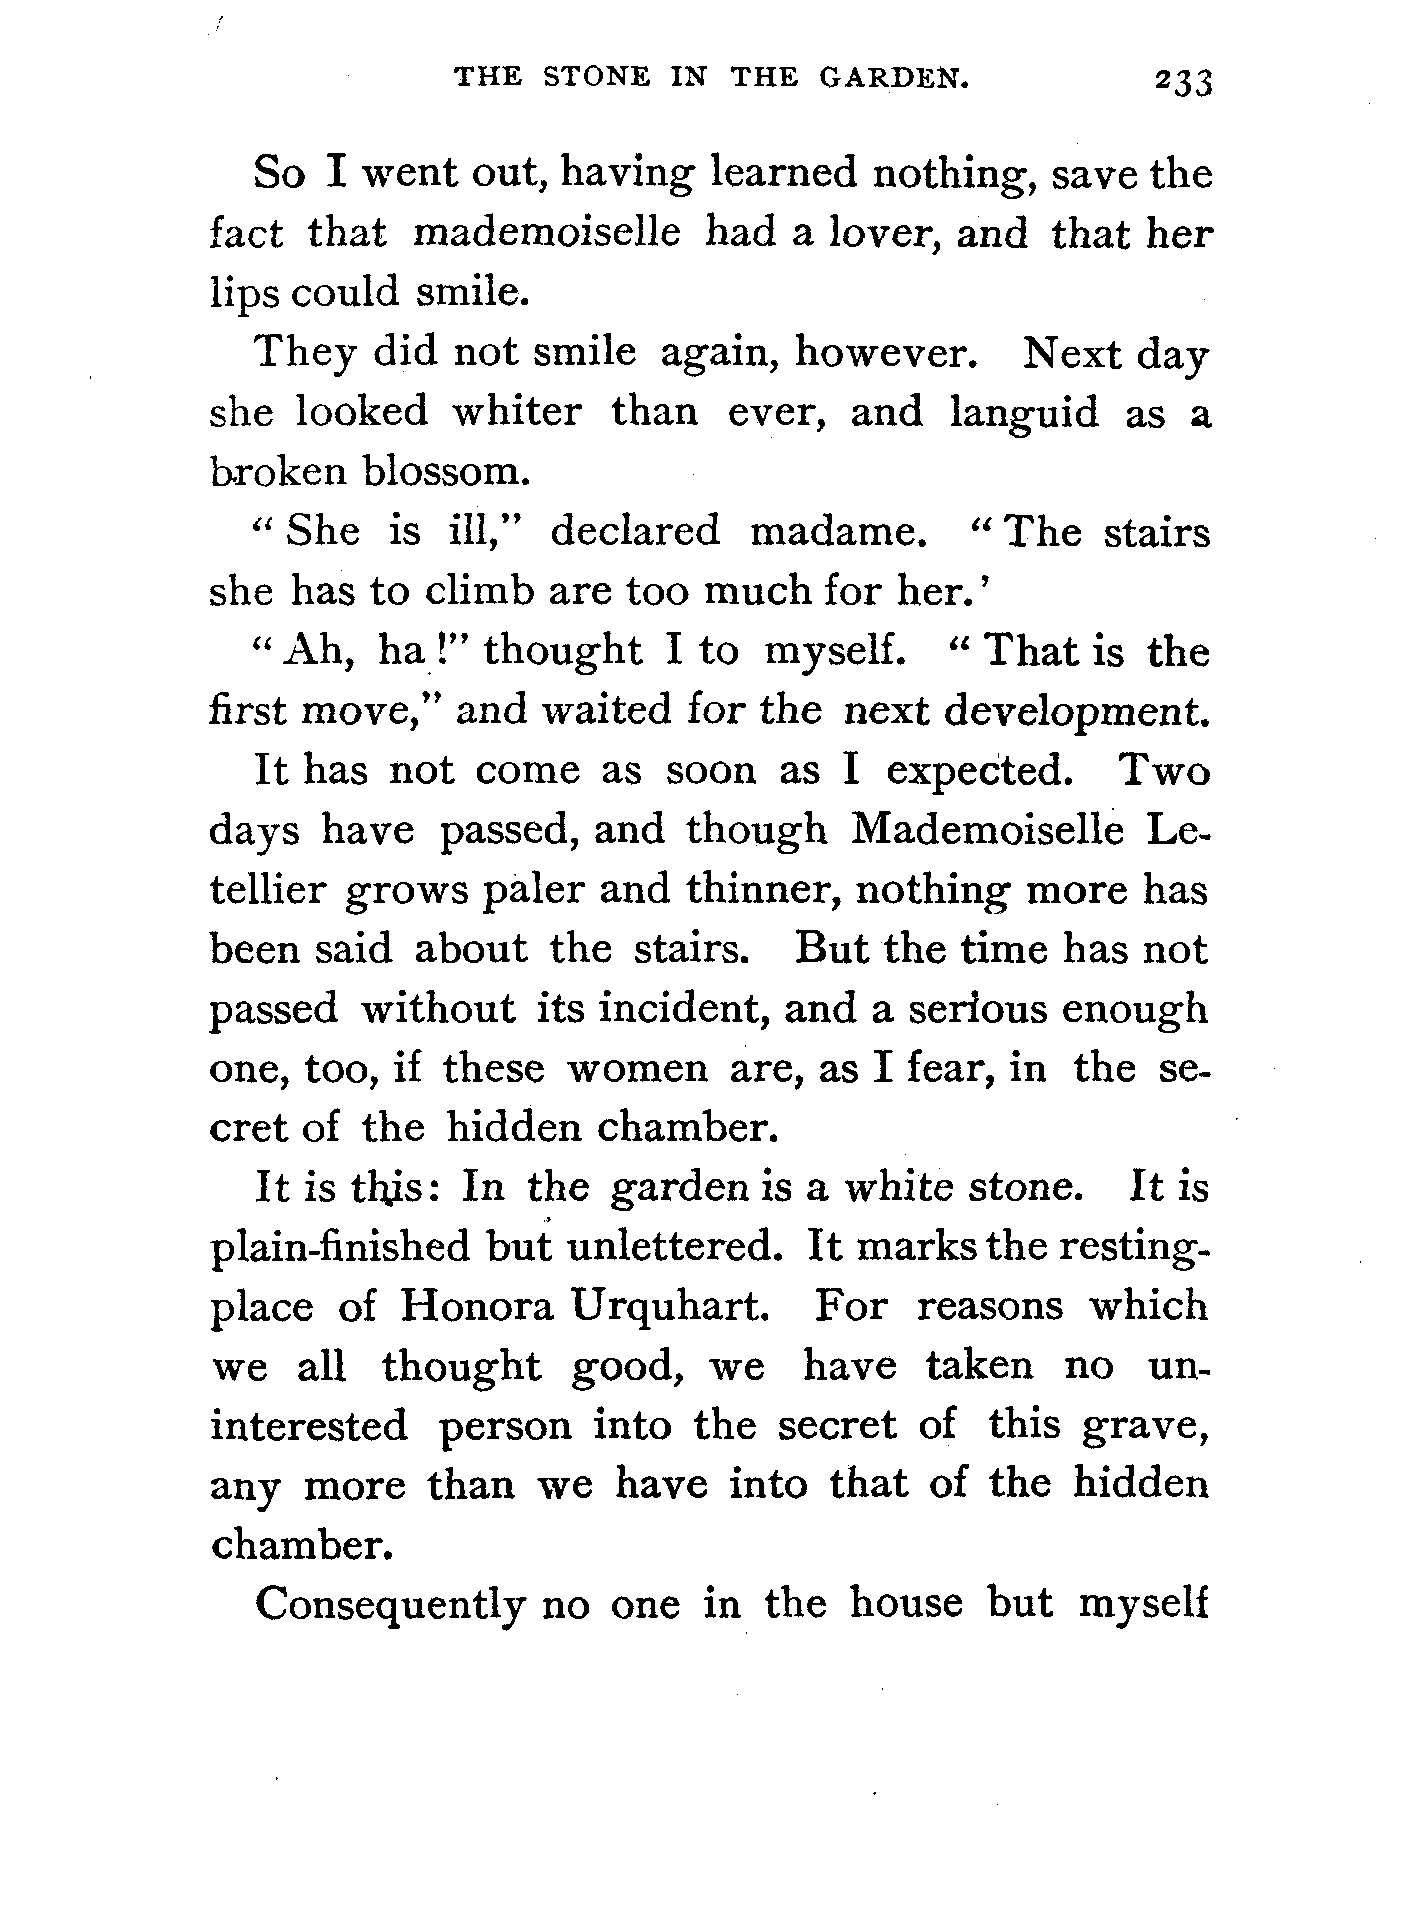 THE STONE IN THE GARDEN. 233
So I went out, having learned nothing, save the
fact that mademoiselle had a lover, and that her
lips could smile.
They did not smile again, however. Next day
she looked whiter than ever, and languid as a
broken blossom.
“ She is ill,” declared madame. “ The stairs
she has to climb are too much for her.’
“ Ah, ha !” thought I to myself. “ That is the
first move,” and waited for the next development.
It has not come as soon as I expected. Two
days have passed, and though Mademoiselle Le-
tellier grows paler and thinner, nothing more has
been said about the stairs. But the time has not
passed without its incident, and a serious enough
one, too, if these women are, as I fear, in the se-
cret of the hidden chamber.
It is this: In the garden is a white stone. It is
plain-finished but unlettered. It marks the resting-
place of Honora Urquhart. For reasons which
we all thought good, we have taken no un-
interested person into the secret of this grave,
any more than we have into that of the hidden
chamber.
Consequently no one in the house but myself